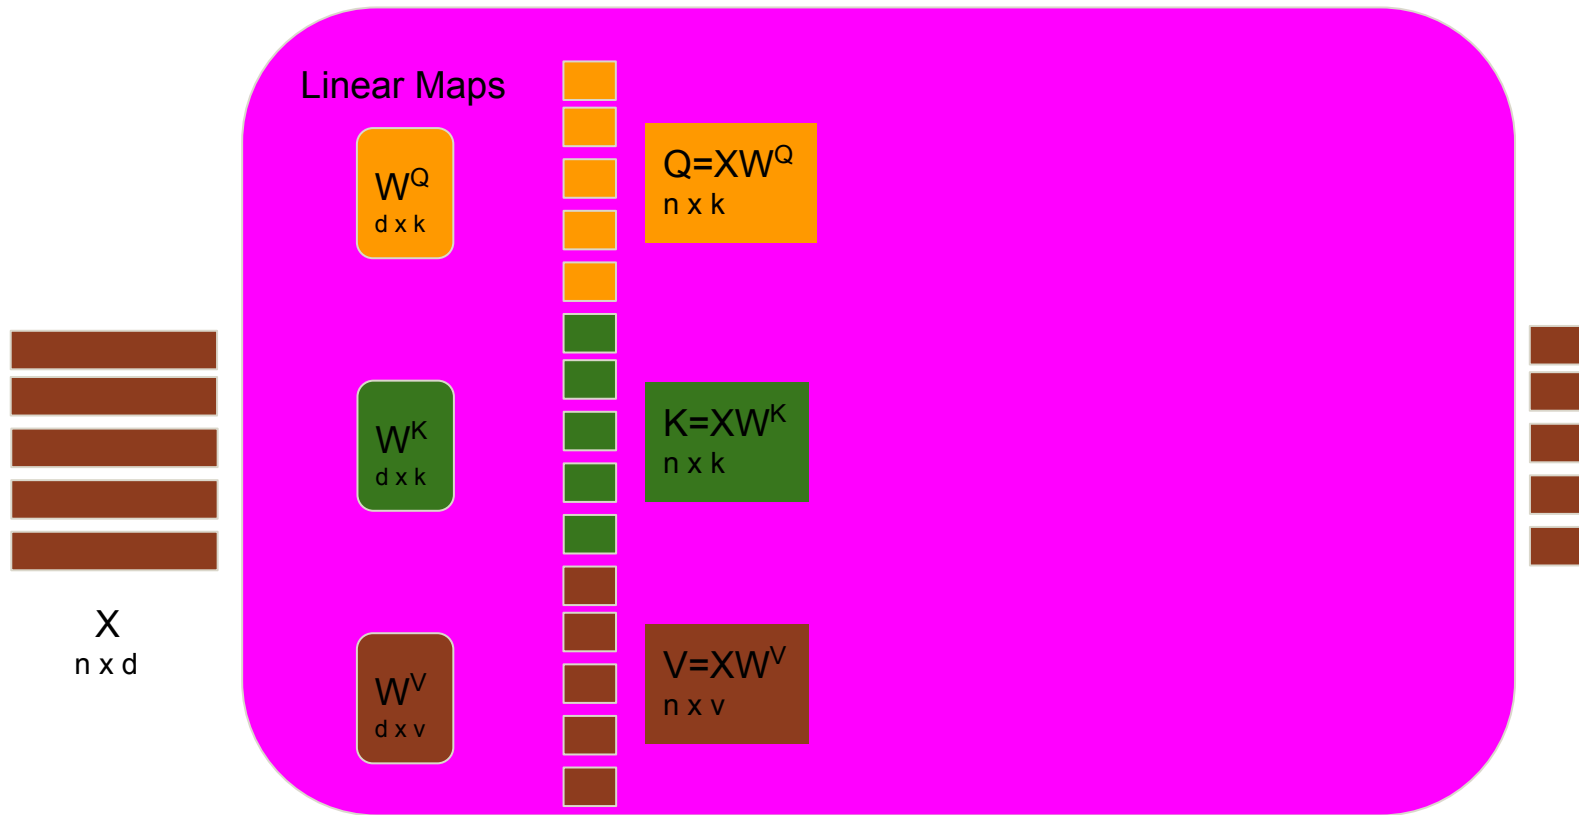 Linear Maps
W^Q
d x k
Q=XW^Q
n x k
W^K
d x k
K=XW^K
n x k
X
n x d
W^V
d x v
V=XW^V
n x v